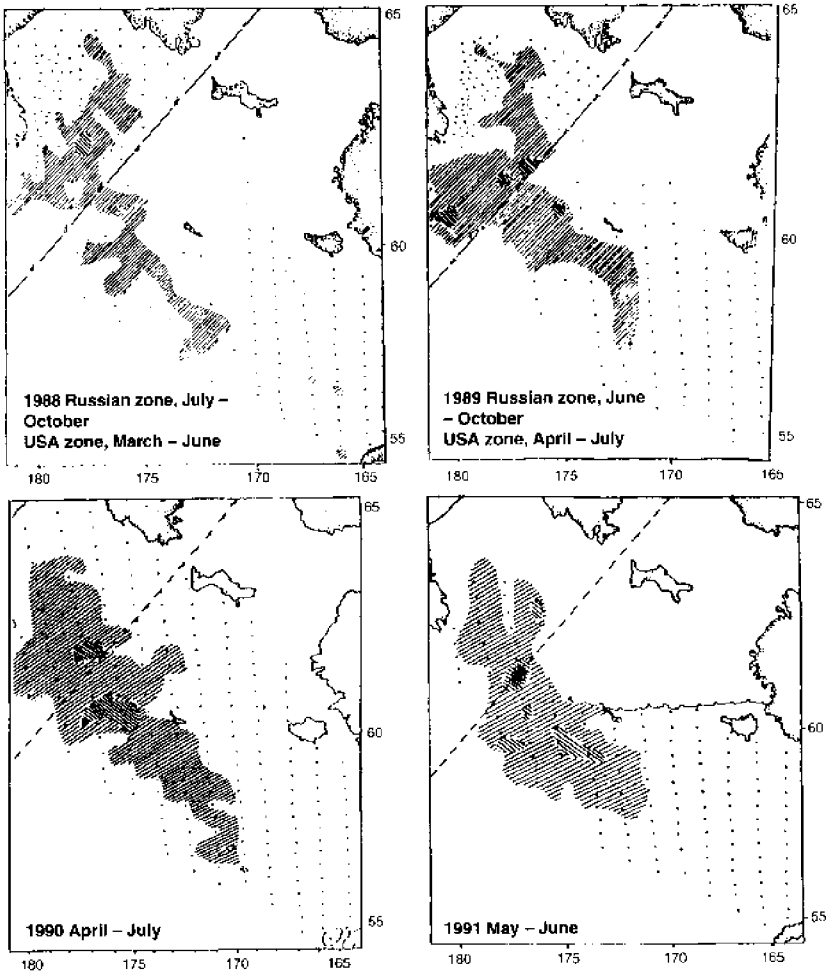 65
60
55
1988 Russian zone, July –
October
USA zone, March – June
180 175 170 165
65
60
55
1989 Russian zone, June
– October
USA zone, April – July
180 175 170 165
65
60
55
1990 April – July
180 175 170 165
65
60
55
1991 May – June
180 175 170 165